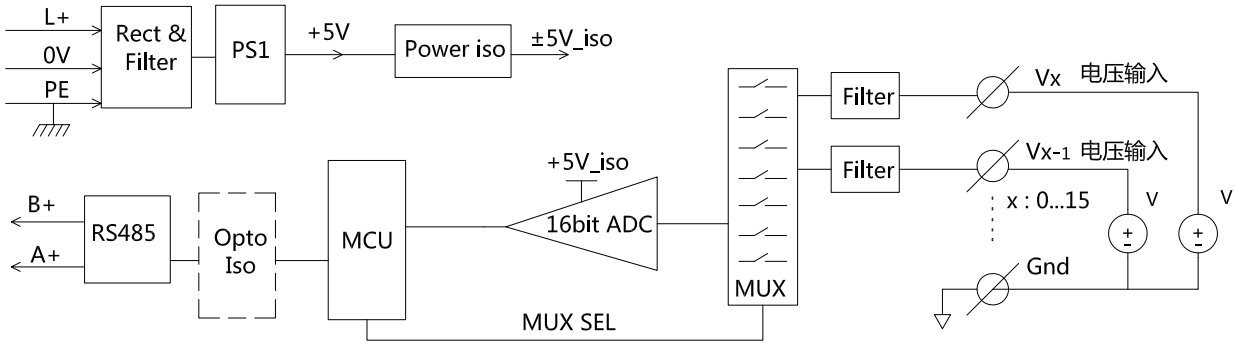 L+
0V
PE
Rect &
Filter
PS1
+5V
Power iso
±5V_iso
B+
A+
RS485
Opto
Iso
MCU
+5V_iso
16bit ADC
MUX
MUX SEL
Filter
Vx 电压输入
Filter
Vx-1 电压输入
x : 0...15
V
V
+
−
+
−
Gnd